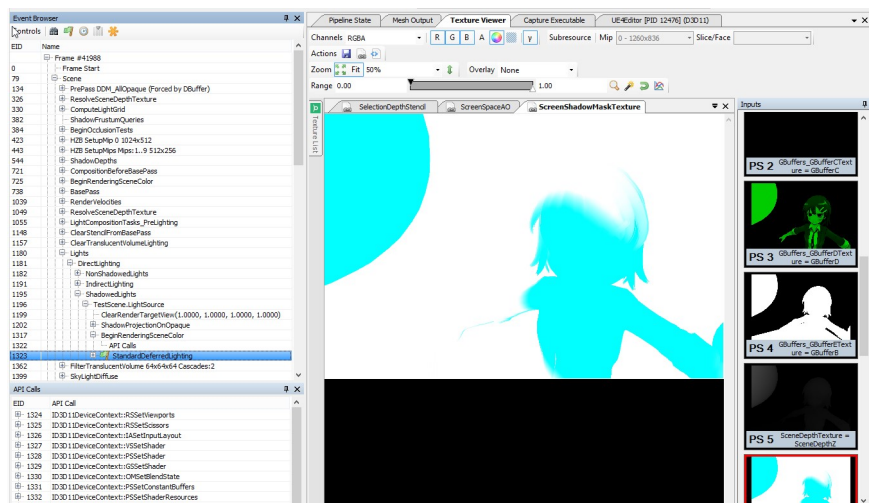 Event Browser
Controls
EID Name
Frame #41988
0 Frame Start
79 Scene
134 PrePass DDM_AllOpaque (Forced by DBuffer)
326 ResolveSceneDepthTexture
330 ComputeLightGrid
382 ShadowFrustumQueries
384 BeginOcclusionTests
423 HZB SetupMip 0 1024x512
443 HZB SetupMips Mips:1..9 512x256
544 ShadowDepths
721 CompositionBeforeBasePass
725 BeginRenderingSceneColor
738 BasePass
1039 RenderVelocities
1049 ResolveSceneDepthTexture
1055 LightCompositionTasks_PreLighting
1148 ClearStencilFromBasePass
1157 ClearTranslucentVolumeLighting
1180 Lights
1181 DirectLighting
1182 NonShadowedLights
1191 IndirectLighting
1195 ShadowedLights
1196 TestScene.LightSource
1199 ClearRenderTargetView(1.0000, 1.0000, 1.0000, 1.0000)
1202 ShadowProjectionOnOpaque
1317 BeginRenderingSceneColor
1322 API Calls
1323 StandardDeferredLighting
1362 FilterTranslucentVolume 64x64x64 Cascades:2
1399 SkyLightDiffuse
API Calls
EID API Call
1324 ID3D11DeviceContext::RSSetViewports
1325 ID3D11DeviceContext::RSSetScissors
1326 ID3D11DeviceContext::IASetInputLayout
1327 ID3D11DeviceContext::VSSetShader
1328 ID3D11DeviceContext::PSSetShader
1329 ID3D11DeviceContext::GSSetShader
1330 ID3D11DeviceContext::OMSetBlendState
1331 ID3D11DeviceContext::PSSetConstantBuffers
1332 ID3D11DeviceContext::PSSetShaderResources
Pipeline State Mesh Output Texture Viewer Capture Executable UE4Editor [PID 12476] (D3D11)
Channels RGBA R G B A γ Subresource Mip 0 - 1260x836 Slice/Face
Actions
Zoom Fit 50% Overlay None
Range 0.00 1.00
SelectionDepthStencil ScreenSpaceAO ScreenShadowMaskTexture
Texture List
Inputs
PS 2 GBuffers_GBufferCText
ure = GBufferC
PS 3 GBuffers_GBufferDText
ure = GBufferD
PS 4 GBuffers_GBufferEText
ure = GBufferB
PS 5 SceneDepthTexture =
SceneDepthZ